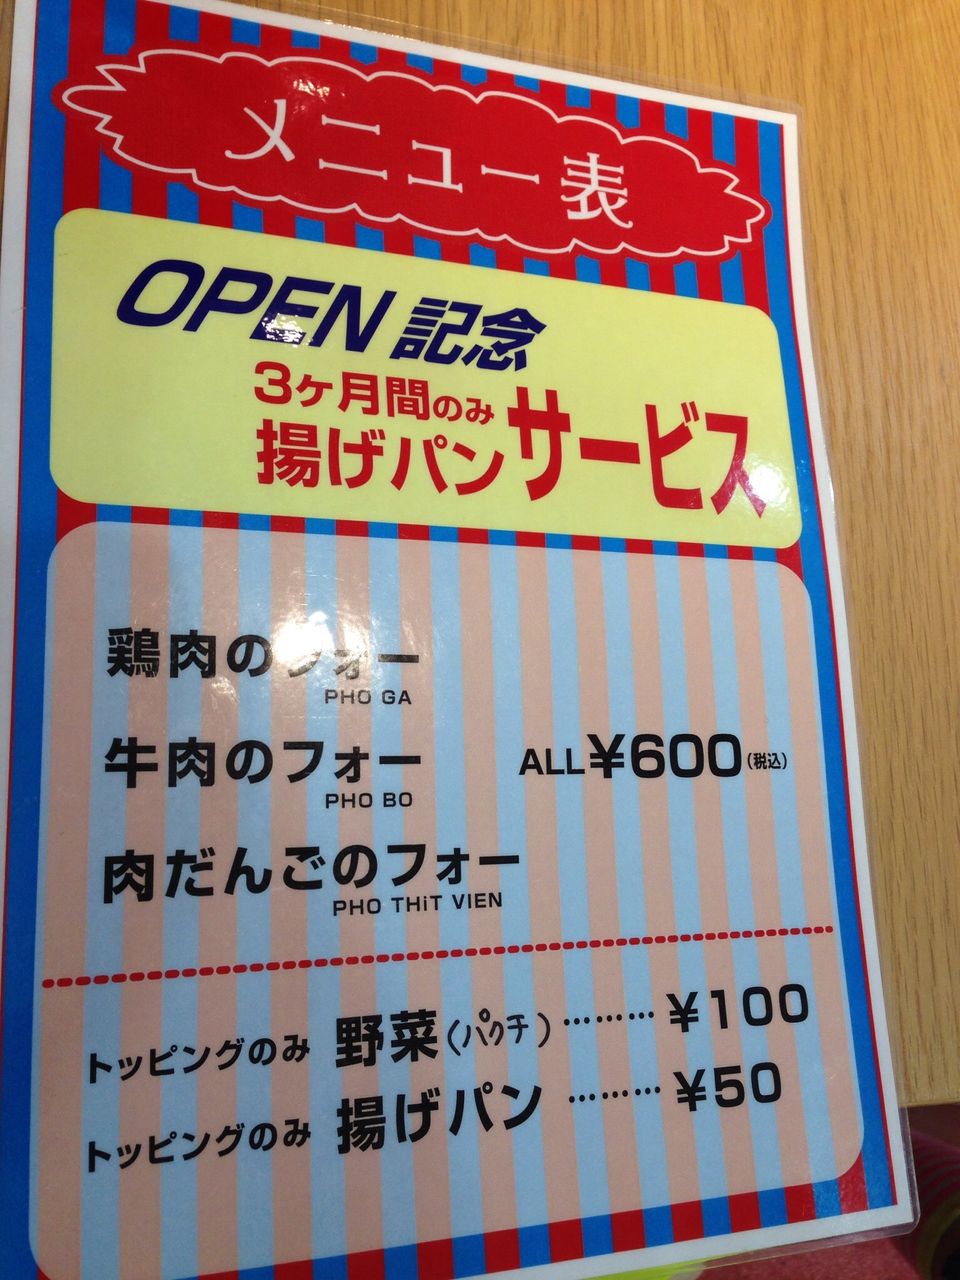 メニュー表
OPEN 記念
3ヶ月間のみ
揚げパンサービス
鶏肉のフォー
PHO GA
牛肉のフォー
PHO BO
ALL ¥600(税込)
肉だんごのフォー
PHO THiT VIEN
トッピングのみ 野菜(パクチ) ……… ¥100
トッピングのみ 揚げパン ……… ¥50